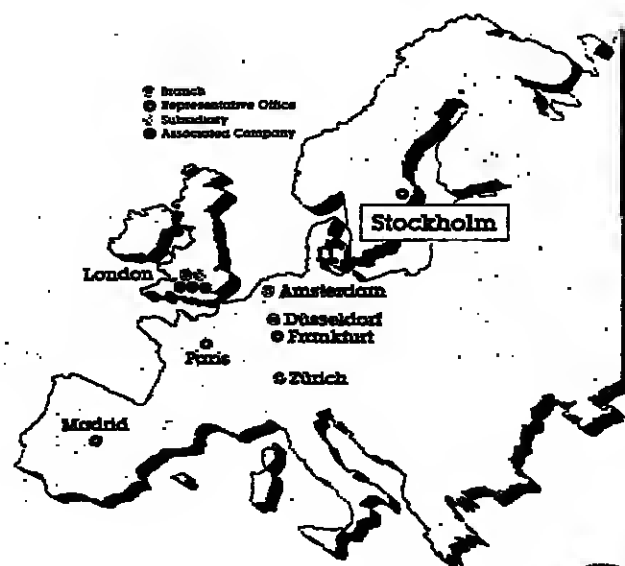 Branch
Representative Office
Subsidiary
Associated Company
Stockholm
London
Amsterdam
Düsseldorf
Frankfurt
Paris
Zürich
Madrid